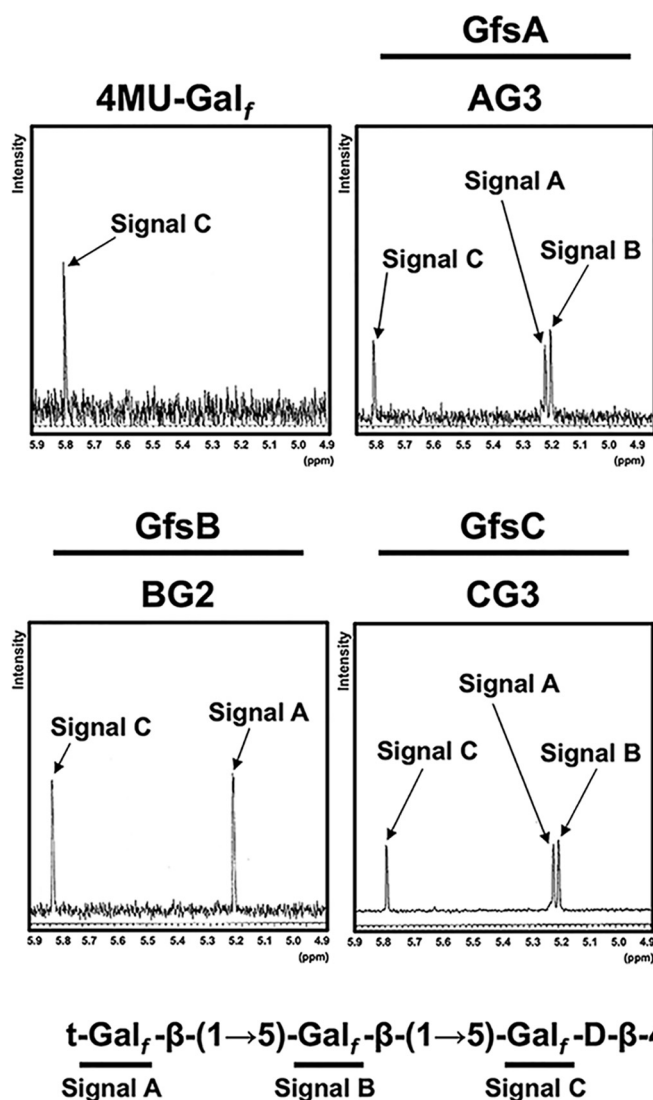 GfsA
4MU-Galf
AG3
Intensity
Signal C
5.9 5.8 5.7 5.6 5.5 5.4 5.3 5.2 5.1 5.0 4.9
(ppm)
Intensity
Signal A
Signal B
Signal C
5.8 5.7 5.6 5.5 5.4 5.3 5.2 5.1 5.0 4.9
(ppm)
GfsB
GfsC
BG2
CG3
Intensity
Signal C
Signal A
5.9 5.8 5.7 5.6 5.5 5.4 5.3 5.2 5.1 5.0 4.9
(ppm)
Intensity
Signal A
Signal B
Signal C
5.9 5.8 5.7 5.6 5.5 5.4 5.3 5.2 5.1 5.0 4.9
(ppm)
t-Galf-β-(1→5)-Galf-β-(1→5)-Galf-D-β-4
Signal A Signal B Signal C